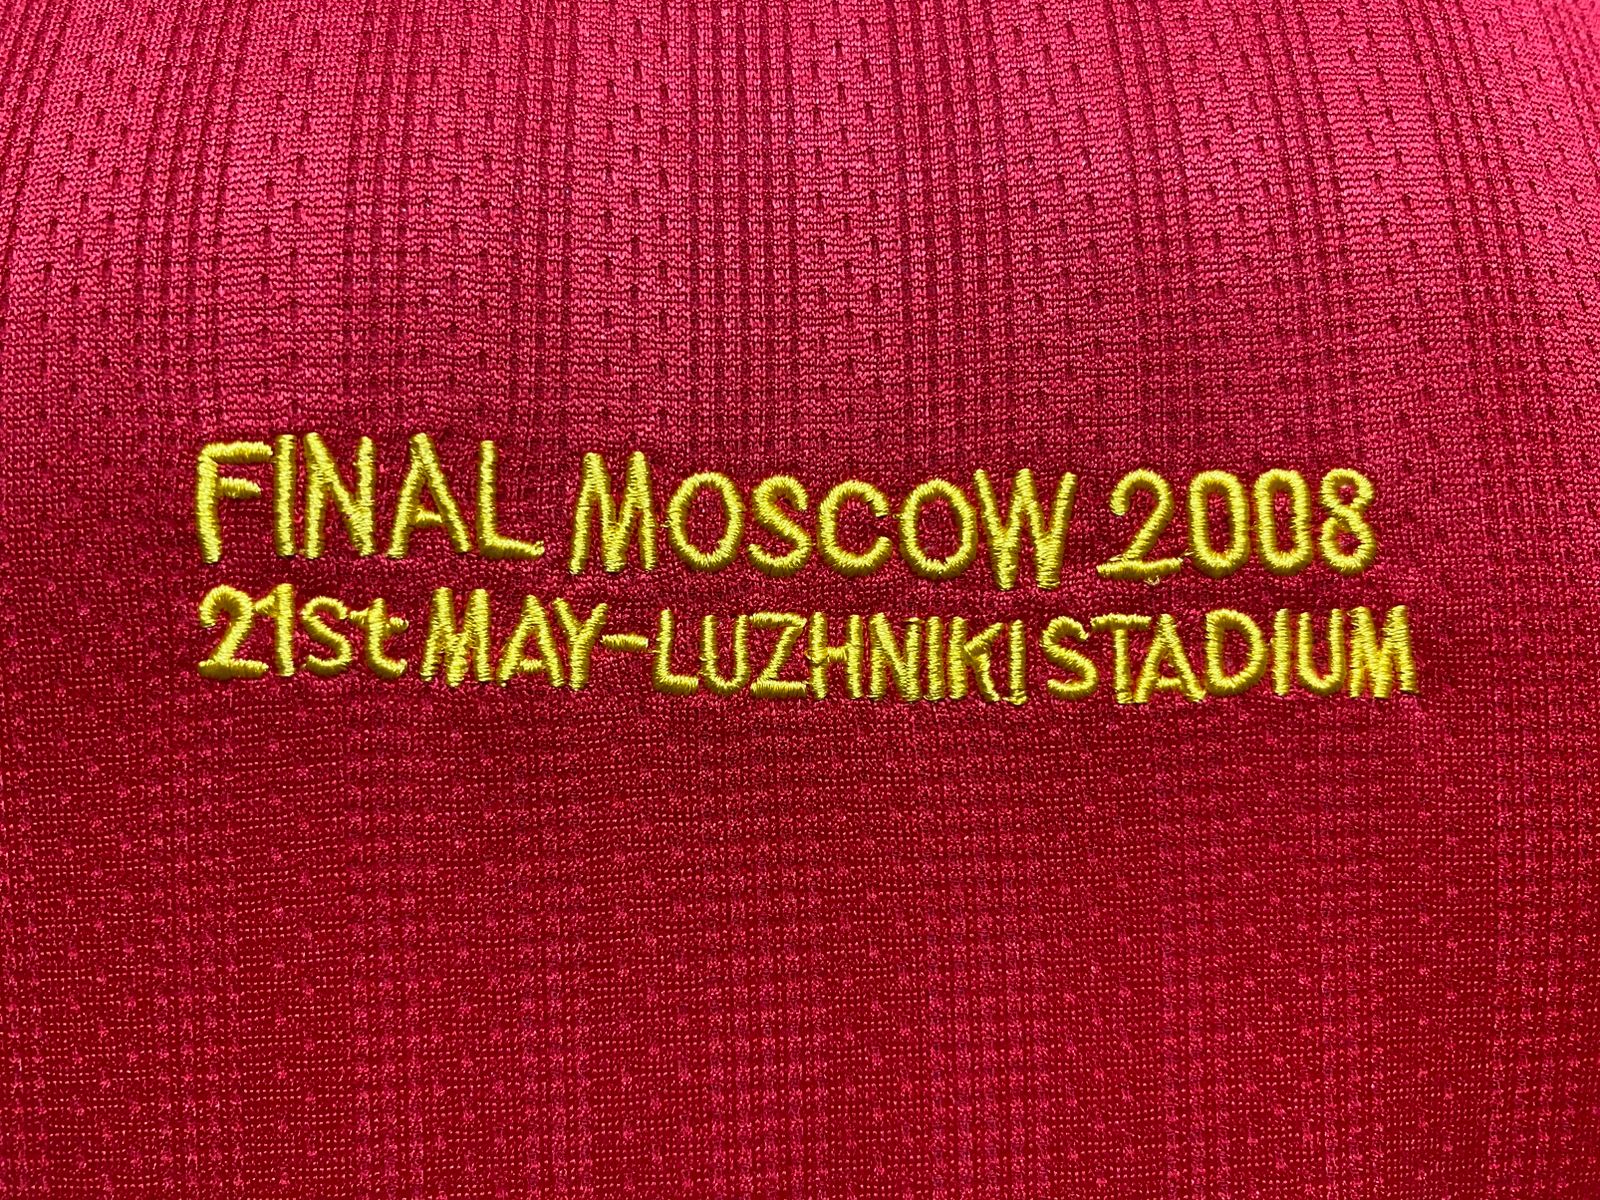 FINAL MOSCOW 2008
21st MAY-LUZHNIKI STADIUM